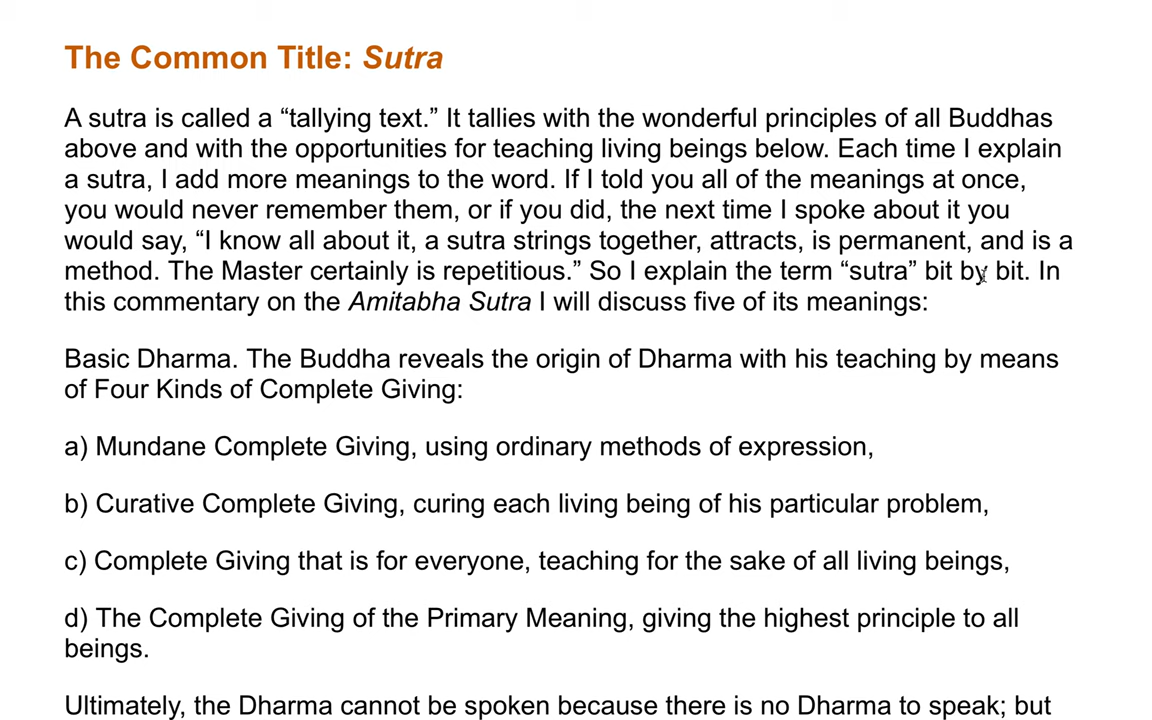 The Common Title: Sutra
A sutra is called a “tallying text.” It tallies with the wonderful principles of all Buddhas
above and with the opportunities for teaching living beings below. Each time I explain
a sutra, I add more meanings to the word. If I told you all of the meanings at once,
you would never remember them, or if you did, the next time I spoke about it you
would say, “I know all about it, a sutra strings together, attracts, is permanent, and is a
method. The Master certainly is repetitious.” So I explain the term “sutra” bit by bit. In
this commentary on the Amitabha Sutra I will discuss five of its meanings:
Basic Dharma. The Buddha reveals the origin of Dharma with his teaching by means
of Four Kinds of Complete Giving:
a) Mundane Complete Giving, using ordinary methods of expression,
b) Curative Complete Giving, curing each living being of his particular problem,
c) Complete Giving that is for everyone, teaching for the sake of all living beings,
d) The Complete Giving of the Primary Meaning, giving the highest principle to all
beings.
Ultimately, the Dharma cannot be spoken because there is no Dharma to speak; but